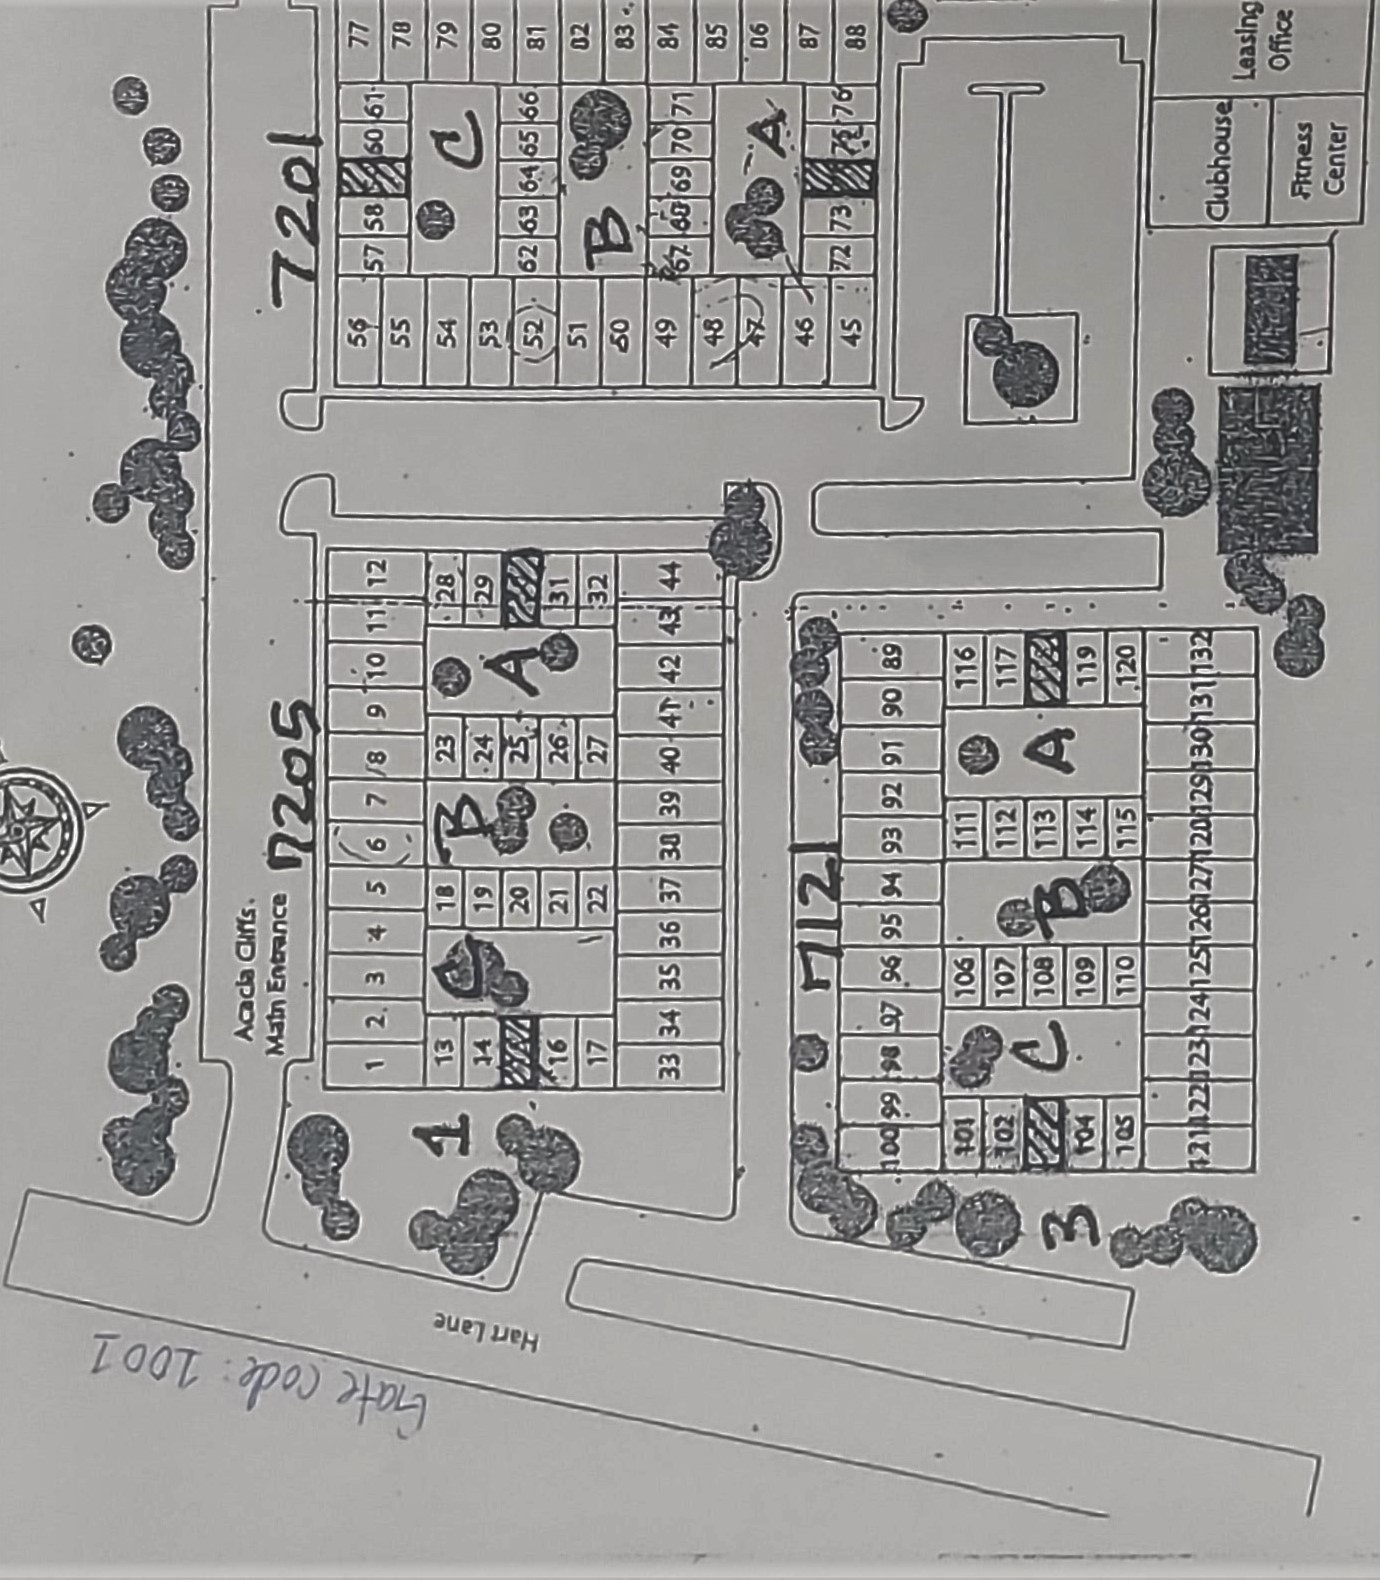 77 78 79 80 81 82 83 84 85 86 87 88
61 66 71 76
60 65 70 75
64 69
58 63 68 73
57 62 67 72
C
B
A
7201
56 55 54 53 52 51 50 49 48 47 46 45
Leasing
Office
Clubhouse
Fitness
Center
Acacia Cliffs.
Main Entrance
7205
1 2 3 4 5 6 7 8 9 10 11 12
13 14 16 17
18 19 20 21 22
23 24 25 26 27
28 29 31 32
C
B
A
33 34 35 36 37 38 39 40 41 42 43 44
1
7121
100 99 98 97 96 95 94 93 92 91 90 89
101 102 104 105
106 107 108 109 110
111 112 113 114 115
116 117 119 120
C
B
A
121 122 123 124 125 126 127 128 129 130 131 132
3
Hart Lane
Gate code: 1001